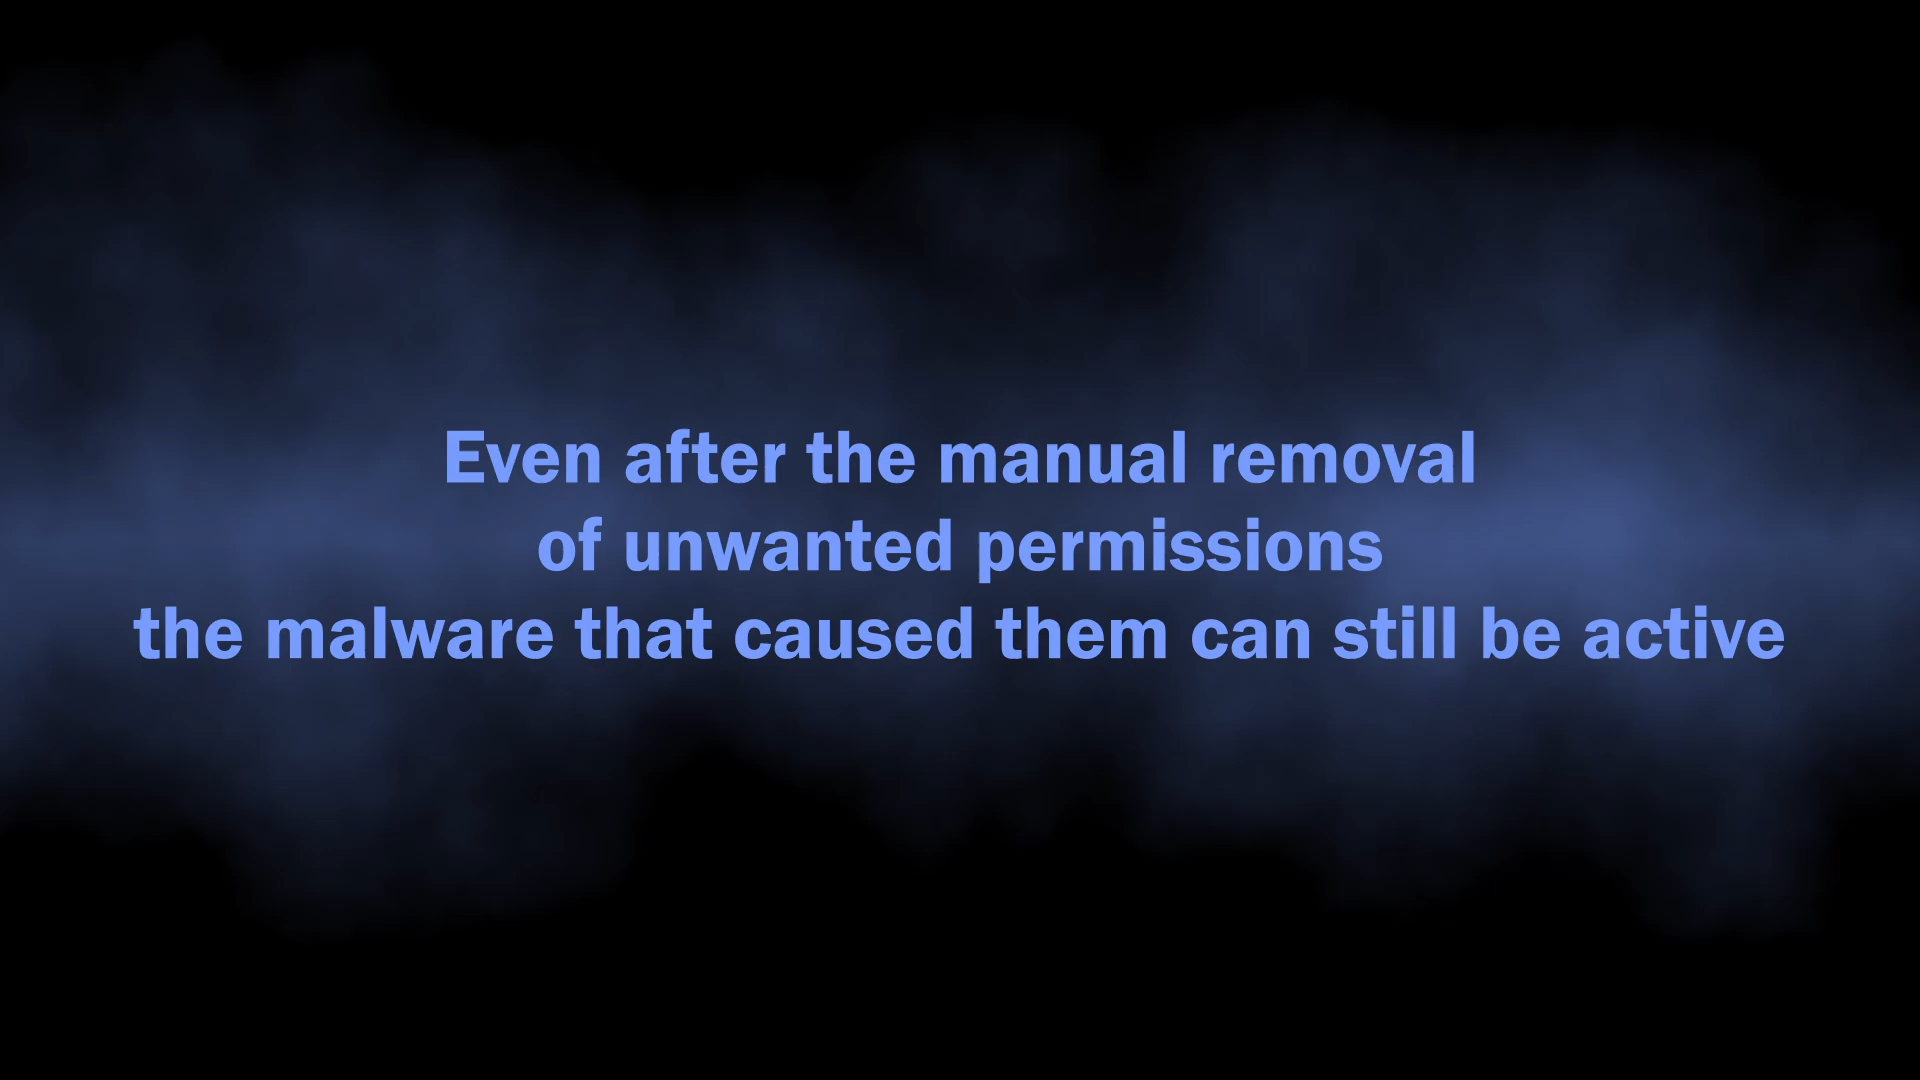 Even after the manual removal
of unwanted permissions
the malware that caused them can still be active